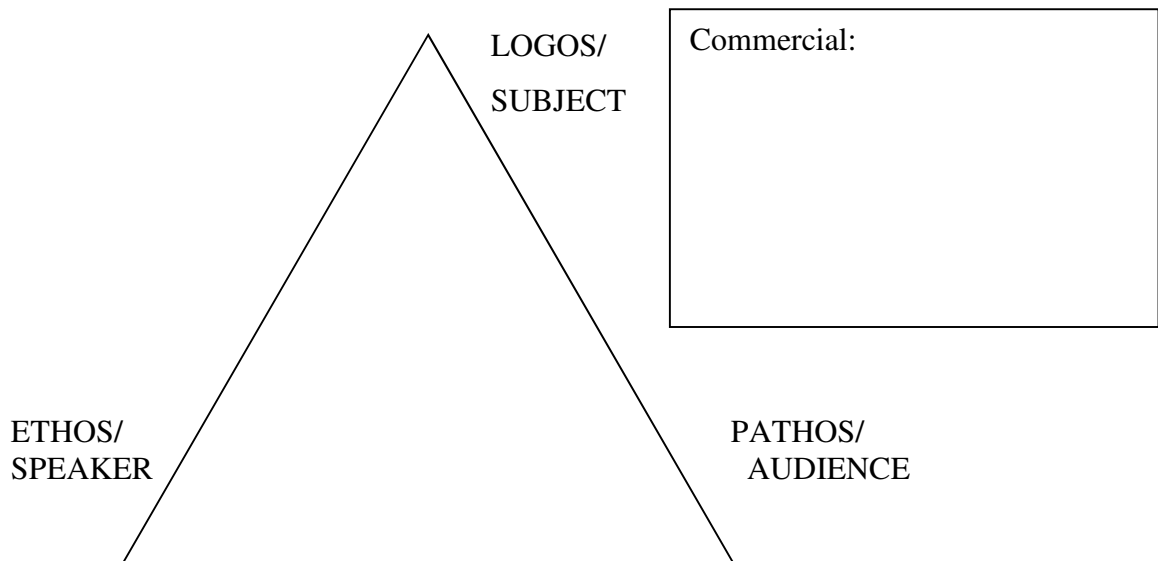 LOGOS/
SUBJECT
Commercial:
ETHOS/
SPEAKER
PATHOS/
AUDIENCE